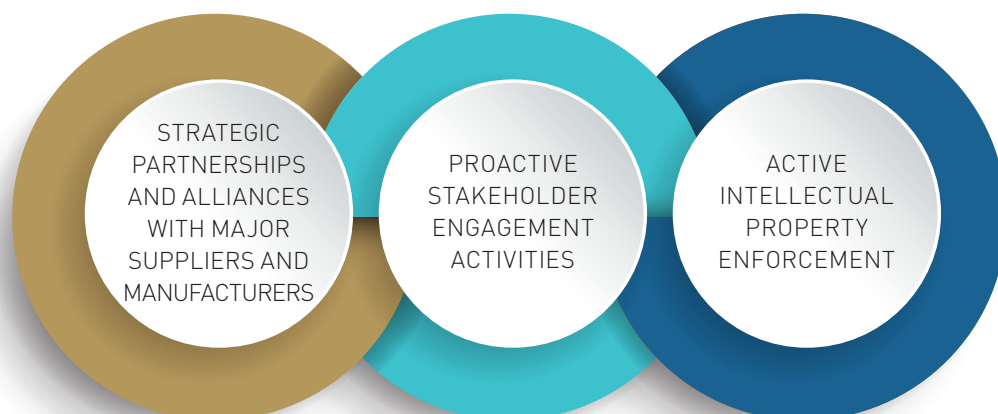 STRATEGIC
PARTNERSHIPS
AND ALLIANCES
WITH MAJOR
SUPPLIERS AND
MANUFACTURERS
PROACTIVE
STAKEHOLDER
ENGAGEMENT
ACTIVITIES
ACTIVE
INTELLECTUAL
PROPERTY
ENFORCEMENT